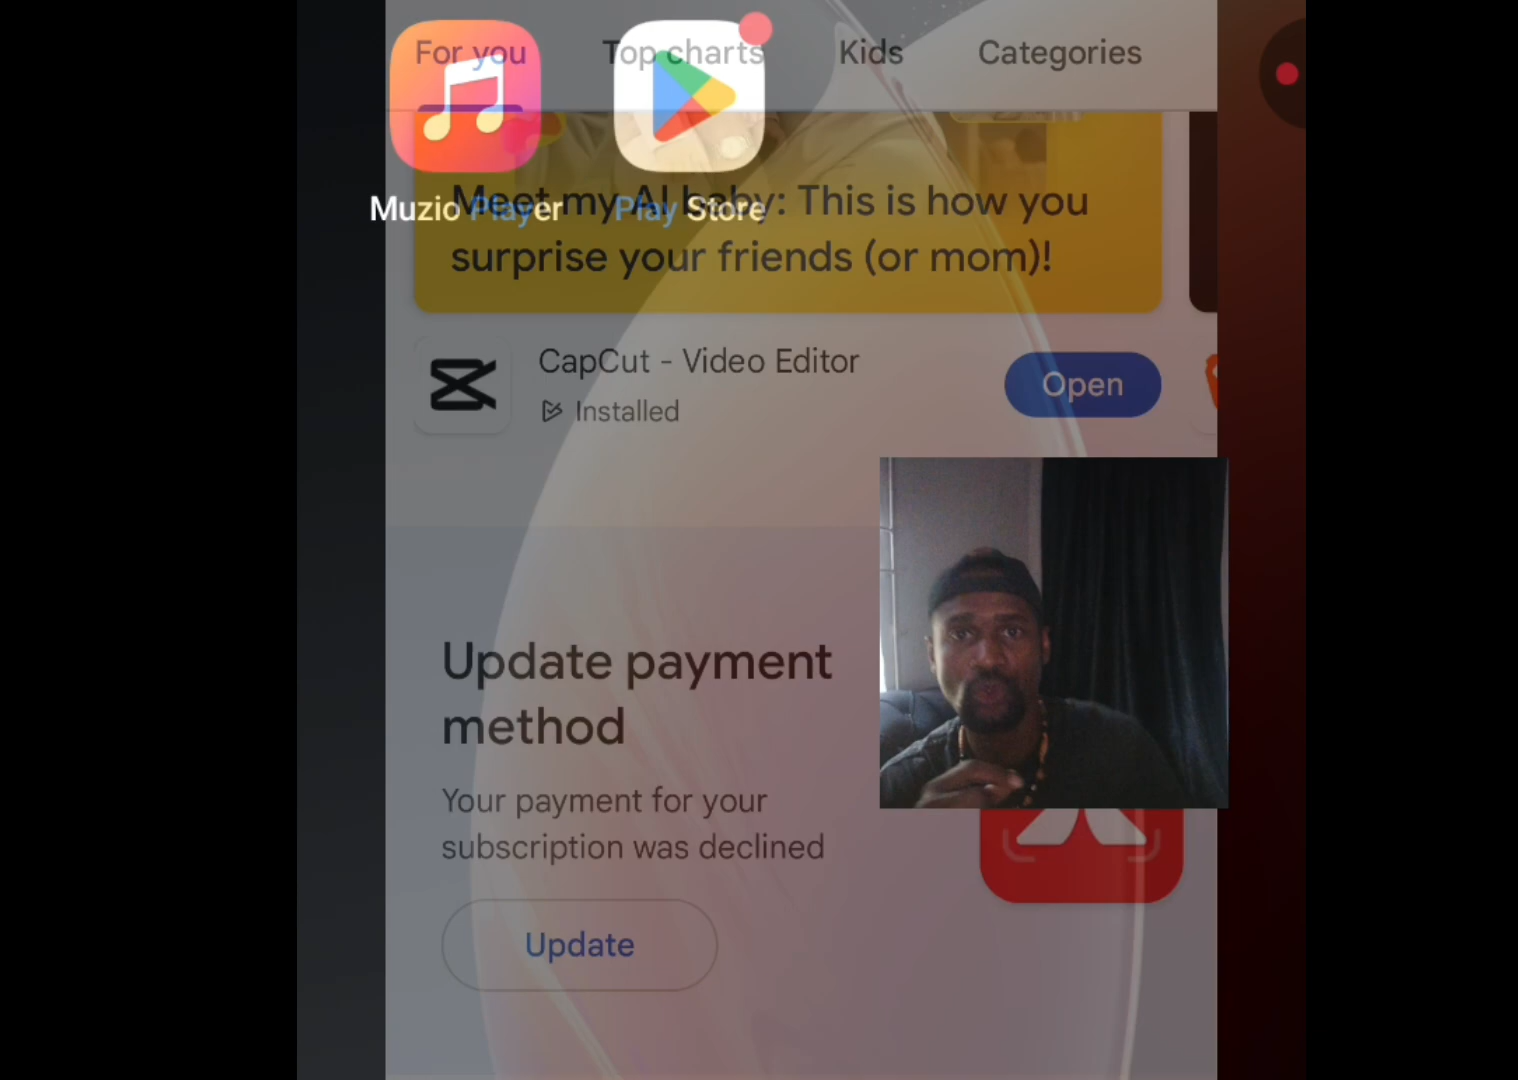 For you Top charts Kids Categories
Muzio Player Play Store
Meet my AI baby: This is how you
surprise your friends (or mom)!
CapCut - Video Editor
Installed
Open
Update payment
method
Your payment for your
subscription was declined
Update